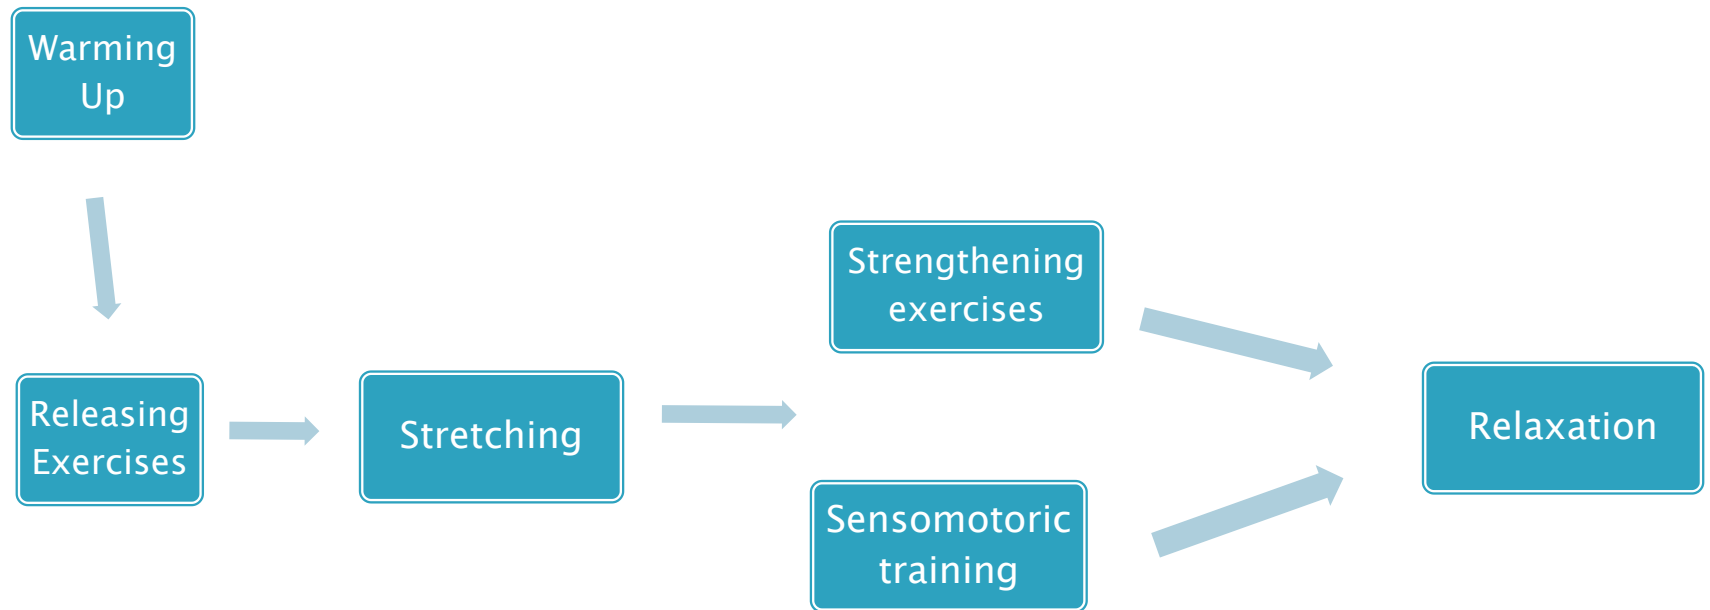 Warming
Up
Releasing
Exercises
Stretching
Strengthening
exercises
Sensomotoric
training
Relaxation